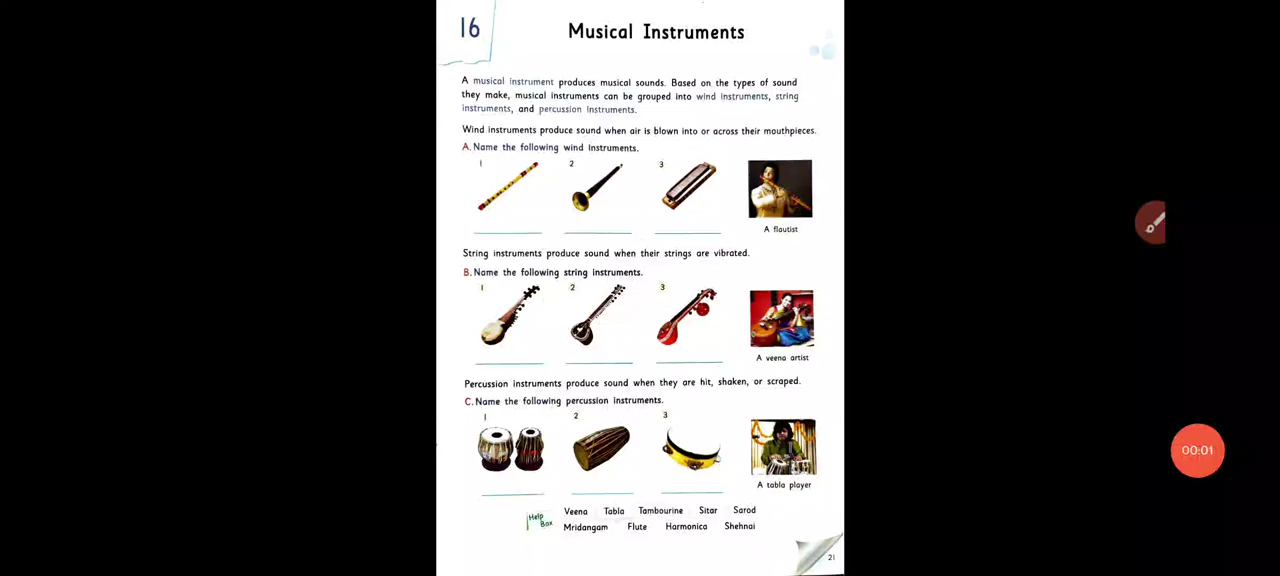 16
Musical Instruments
A musical instrument produces musical sounds. Based on the types of sound
they make, musical instruments can be grouped into wind instruments, string
instruments, and percussion instruments.
Wind instruments produce sound when air is blown into or across their mouthpieces.
A. Name the following wind instruments.
1 2 3
A flautist
String instruments produce sound when their strings are vibrated.
B. Name the following string instruments.
1 2 3
A veena artist
Percussion instruments produce sound when they are hit, shaken, or scraped.
C. Name the following percussion instruments.
1 2 3
A tabla player
Help Box
Veena Tabla Tambourine Sitar Sarod
Mridangam Flute Harmonica Shehnai
21
00:01